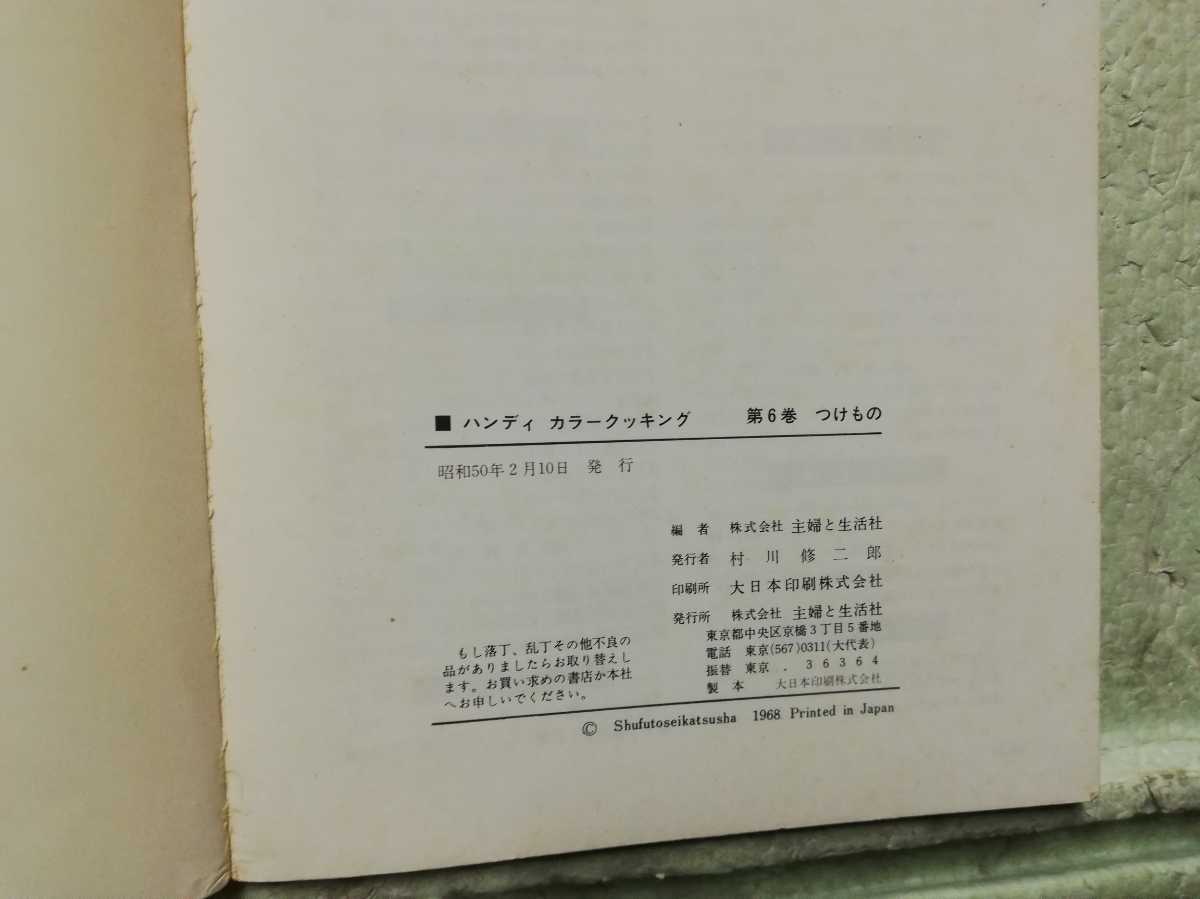 ■ ハンディ カラークッキング 第6巻 つけもの
昭和50年2月10日 発行
編者 株式会社 主婦と生活社
発行者 村川修二郎
印刷所 大日本印刷株式会社
発行所 株式会社 主婦と生活社
東京都中央区京橋3丁目5番地
電話 東京(567)0311(大代表)
振替 東京 . 36364
製本 大日本印刷株式会社
もし落丁、乱丁その他不良の
品がありましたらお取り替えし
ます。お買い求めの書店か本社
へお申しいでください。
© Shufutoseikatsusha 1968 Printed in Japan